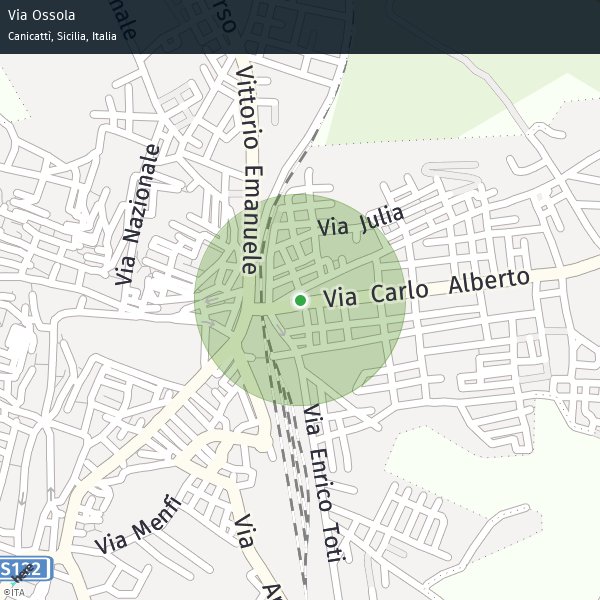 Via Ossola
Canicattì, Sicilia, Italia
nale
rso
Vittorio Emanuele
Via Nazionale
Via Julia
Via Carlo Alberto
Via Enrico Toti
Via Menfi
Via
Ar
S122
©ITA